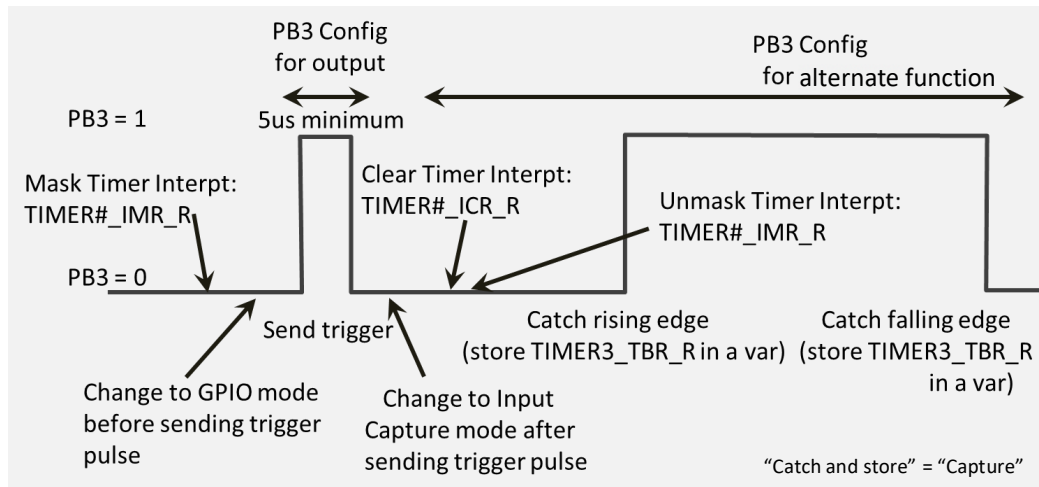 PB3 Config
for output
PB3 Config
for alternate function
PB3 = 1
5us minimum
Mask Timer Interpt:
TIMER#_IMR_R
Clear Timer Interpt:
TIMER#_ICR_R
Unmask Timer Interpt:
TIMER#_IMR_R
PB3 = 0
Send trigger
Catch rising edge
(store TIMER3_TBR_R in a var)
Catch falling edge
(store TIMER3_TBR_R
in a var)
Change to GPIO mode
before sending trigger
pulse
Change to Input
Capture mode after
sending trigger pulse
“Catch and store” = “Capture”